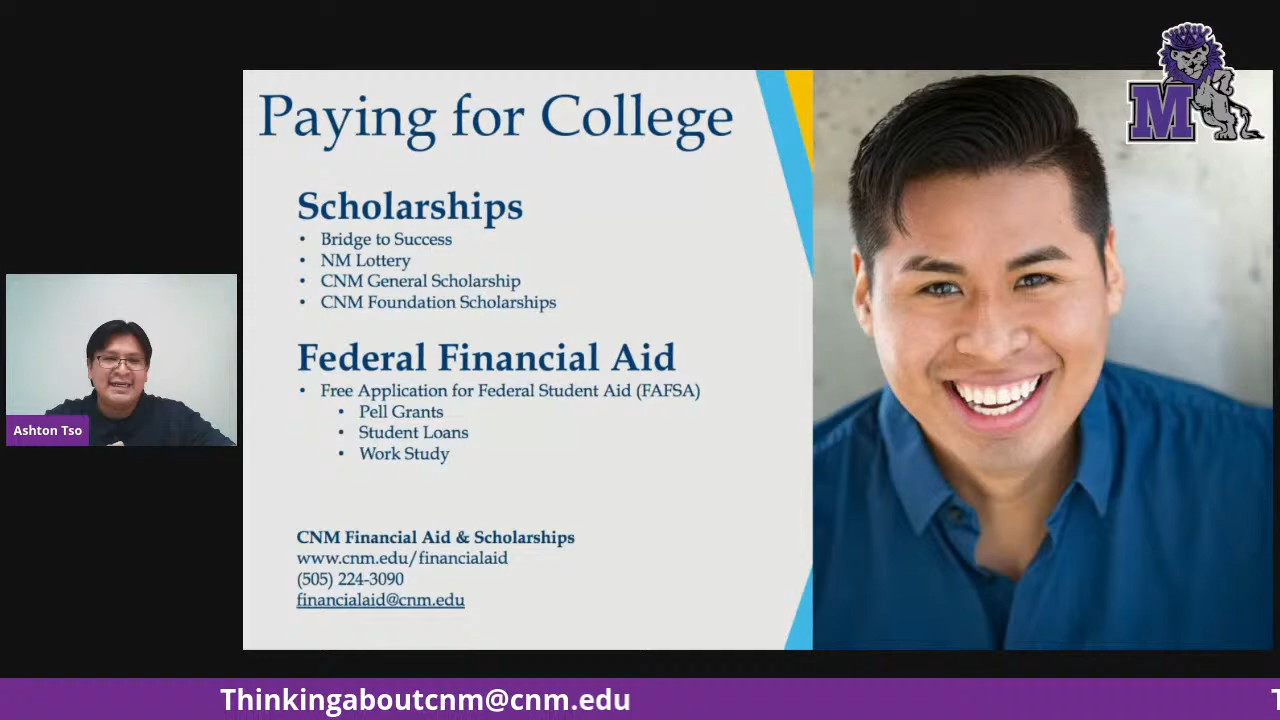 Paying for College
Scholarships
• Bridge to Success
• NM Lottery
• CNM General Scholarship
• CNM Foundation Scholarships
Federal Financial Aid
• Free Application for Federal Student Aid (FAFSA)
• Pell Grants
• Student Loans
• Work Study
CNM Financial Aid & Scholarships
www.cnm.edu/financialaid
(505) 224-3090
financialaid@cnm.edu
M
Ashton Tso
Thinkingaboutcnm@cnm.edu